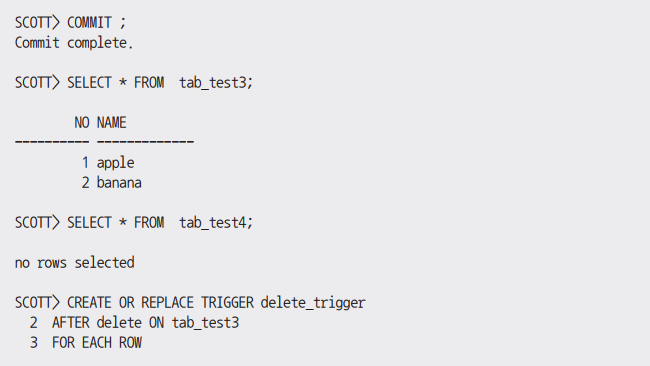 SCOTT> COMMIT ;
Commit complete.
SCOTT> SELECT * FROM  tab_test3;
        NO NAME
---------- -------------
         1 apple
         2 banana
SCOTT> SELECT * FROM  tab_test4;
no rows selected
SCOTT> CREATE OR REPLACE TRIGGER delete_trigger
  2  AFTER delete ON tab_test3
  3  FOR EACH ROW